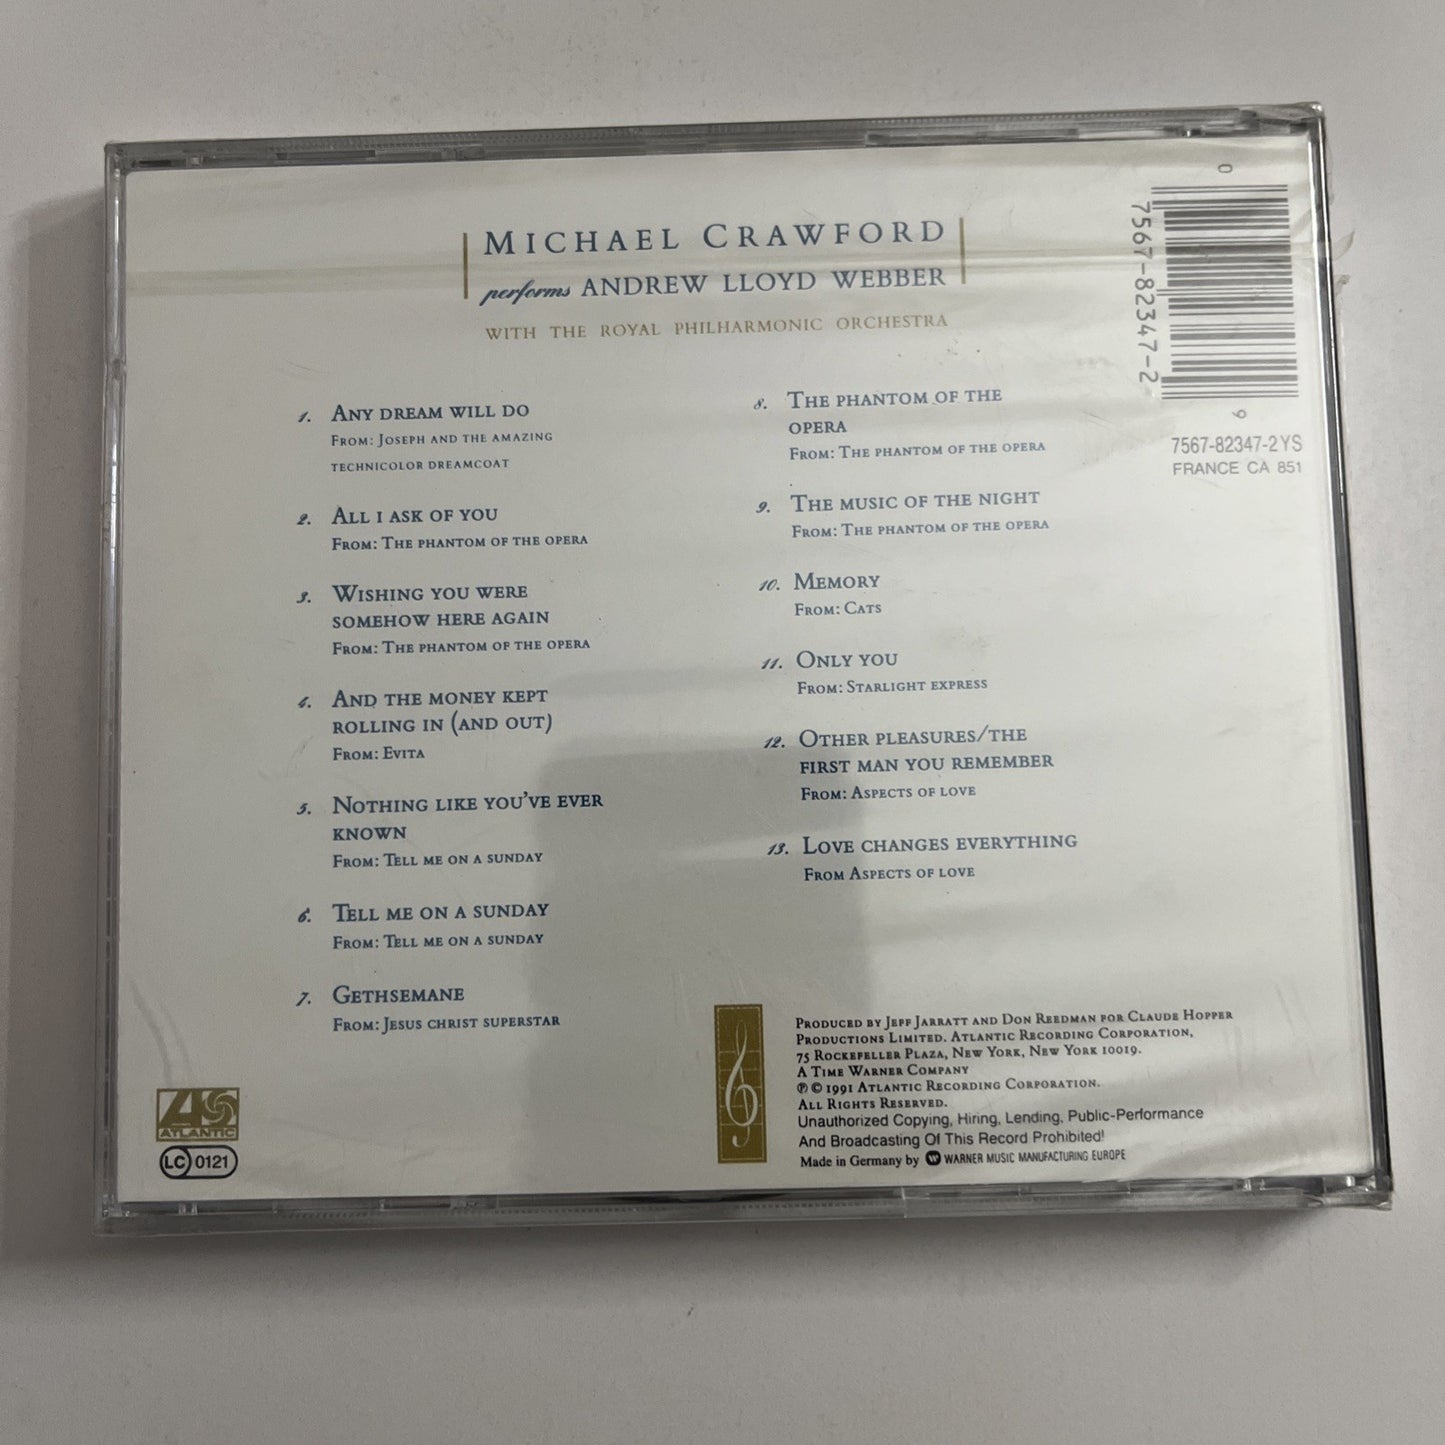 MICHAEL CRAWFORD
performs ANDREW LLOYD WEBBER
WITH THE ROYAL PHILHARMONIC ORCHESTRA
1. ANY DREAM WILL DO
FROM: JOSEPH AND THE AMAZING
TECHNICOLOR DREAMCOAT
2. ALL I ASK OF YOU
FROM: THE PHANTOM OF THE OPERA
3. WISHING YOU WERE
SOMEHOW HERE AGAIN
FROM: THE PHANTOM OF THE OPERA
4. AND THE MONEY KEPT
ROLLING IN (AND OUT)
FROM: EVITA
5. NOTHING LIKE YOU'VE EVER
KNOWN
FROM: TELL ME ON A SUNDAY
6. TELL ME ON A SUNDAY
FROM: TELL ME ON A SUNDAY
7. GETHSEMANE
FROM: JESUS CHRIST SUPERSTAR
8. THE PHANTOM OF THE
OPERA
FROM: THE PHANTOM OF THE OPERA
9. THE MUSIC OF THE NIGHT
FROM: THE PHANTOM OF THE OPERA
10. MEMORY
FROM: CATS
11. ONLY YOU
FROM: STARLIGHT EXPRESS
12. OTHER PLEASURES/THE
FIRST MAN YOU REMEMBER
FROM: ASPECTS OF LOVE
13. LOVE CHANGES EVERYTHING
FROM ASPECTS OF LOVE
0
7567-82347-2
9
7567-82347-2 YS
FRANCE CA 851
PRODUCED BY JEFF JARRATT AND DON REEDMAN FOR CLAUDE HOPPER
PRODUCTIONS LIMITED. ATLANTIC RECORDING CORPORATION,
75 ROCKEFELLER PLAZA, NEW YORK, NEW YORK 10019.
A TIME WARNER COMPANY
℗ © 1991 ATLANTIC RECORDING CORPORATION.
ALL RIGHTS RESERVED.
Unauthorized Copying, Hiring, Lending, Public-Performance
And Broadcasting Of This Record Prohibited!
Made in Germany by WARNER MUSIC MANUFACTURING EUROPE
ATLANTIC
LC 0121